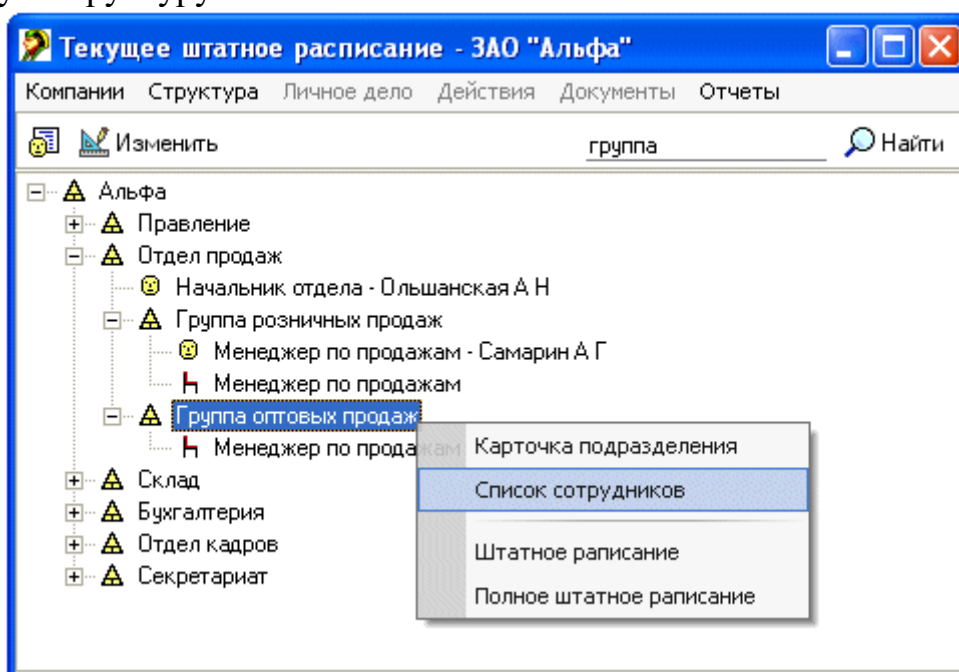 Текущее штатное расписание - ЗАО "Альфа"
Компании Структура Личное дело Действия Документы Отчеты
Изменить группа Найти
Альфа
Правление
Отдел продаж
Начальник отдела - Ольшанская А Н
Группа розничных продаж
Менеджер по продажам - Самарин А Г
Менеджер по продажам
Группа оптовых продаж
Менеджер по продажам
Склад
Бухгалтерия
Отдел кадров
Секретариат
Карточка подразделения
Список сотрудников
Штатное раписание
Полное штатное раписание